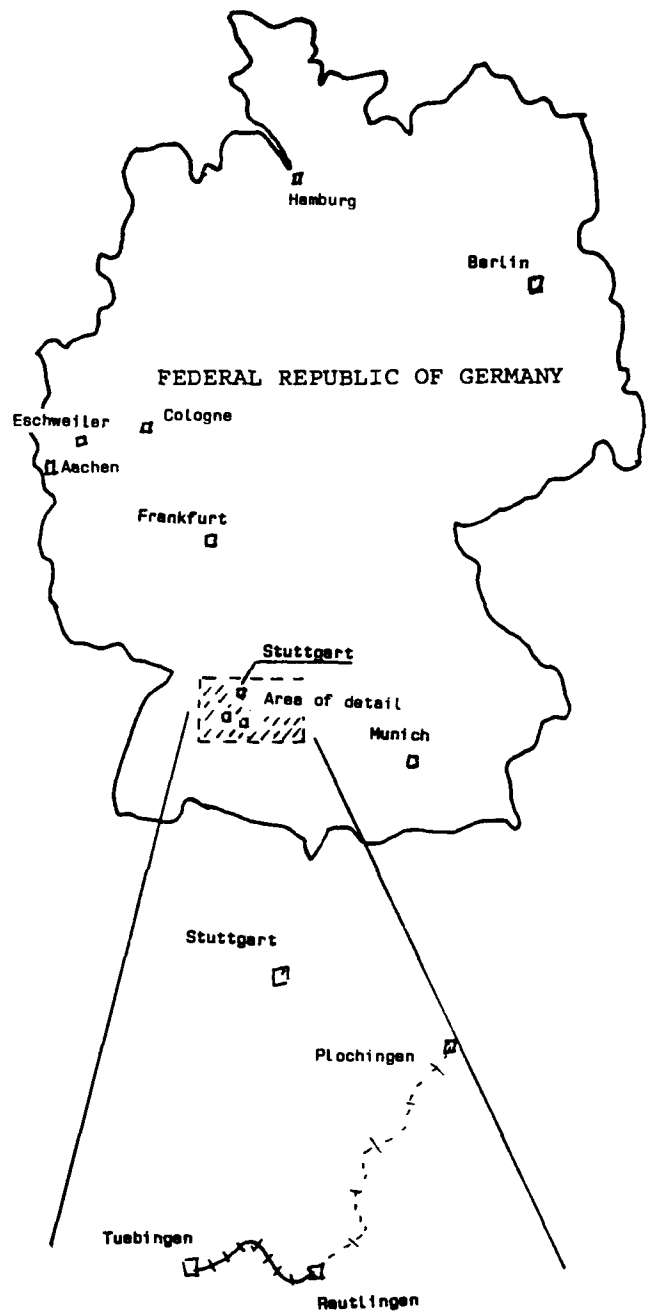 Hamburg
Berlin
FEDERAL REPUBLIC OF GERMANY
Eschweiler
Cologne
Aachen
Frankfurt
Stuttgart
Area of detail
Munich
Stuttgart
Plochingen
Tuebingen
Reutlingen